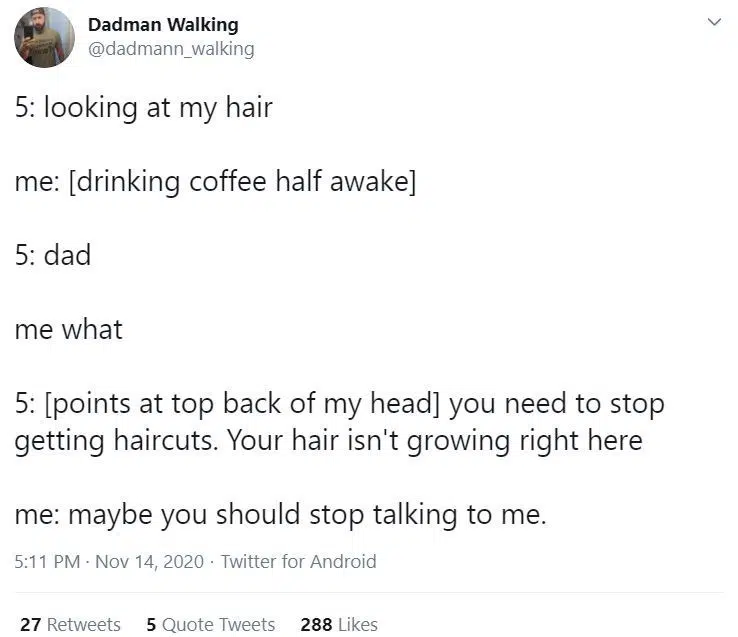 Dadman Walking
@dadmann_walking
5: looking at my hair
me: [drinking coffee half awake]
5: dad
me what
5: [points at top back of my head] you need to stop
getting haircuts. Your hair isn't growing right here
me: maybe you should stop talking to me.
5:11 PM · Nov 14, 2020 · Twitter for Android
27 Retweets 5 Quote Tweets 288 Likes